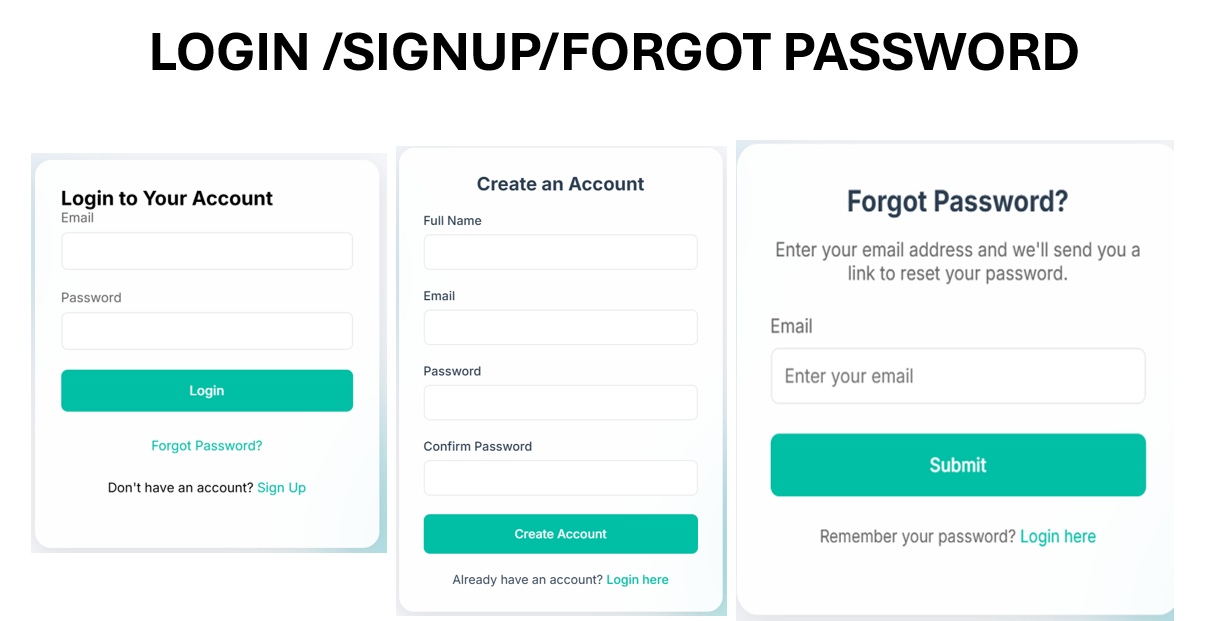 LOGIN /SIGNUP/FORGOT PASSWORD
Login to Your Account
Email
Password
Login
Forgot Password?
Don't have an account? Sign Up
Create an Account
Full Name
Email
Password
Confirm Password
Create Account
Already have an account? Login here
Forgot Password?
Enter your email address and we'll send you a
link to reset your password.
Email
Enter your email
Submit
Remember your password? Login here